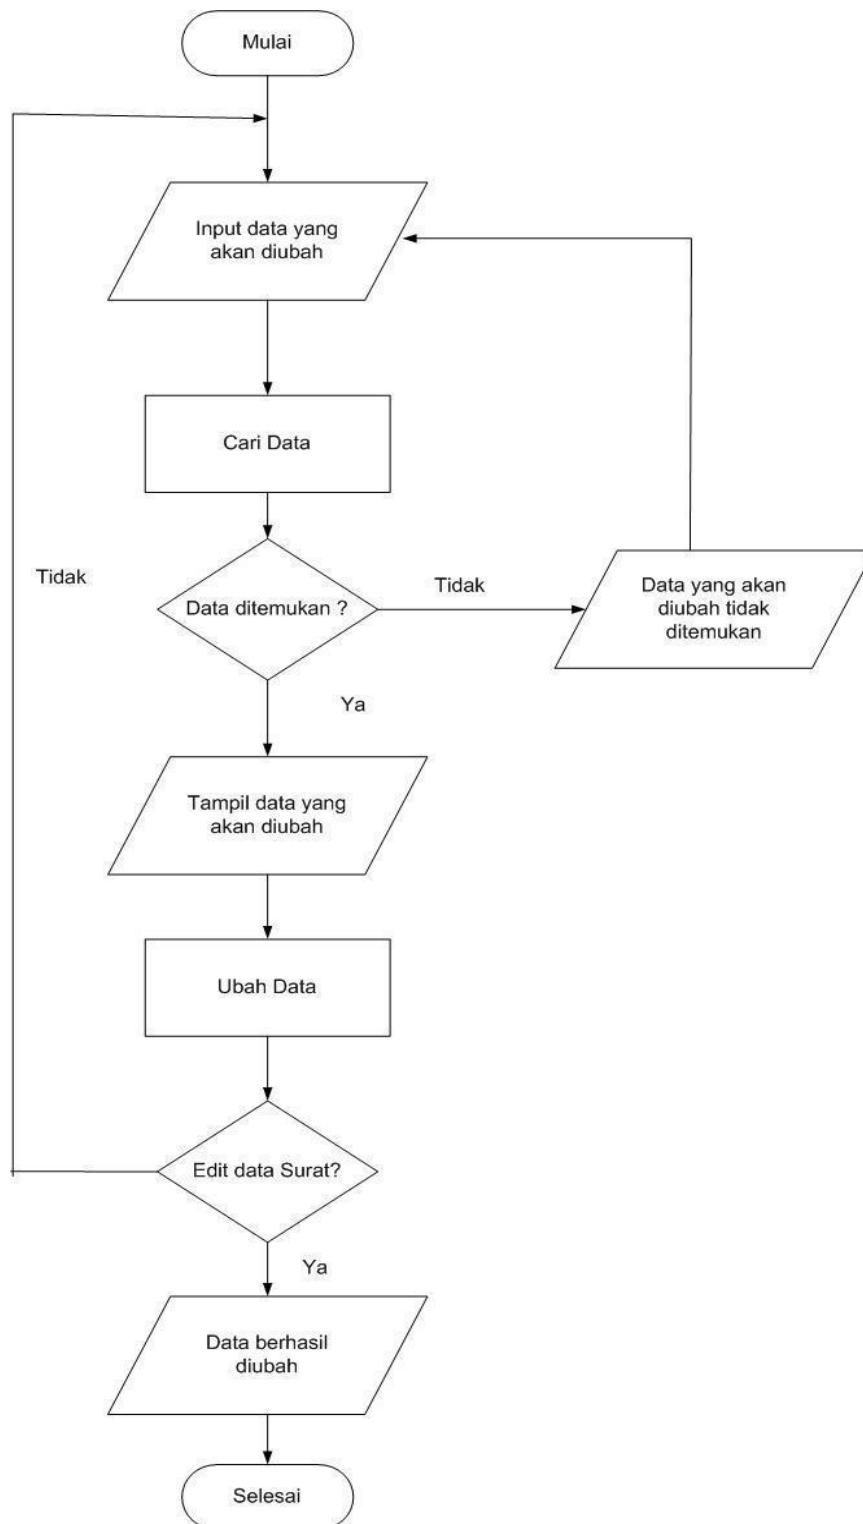 Mulai
Input data yang
akan diubah
Cari Data
Tidak
Data ditemukan ?
Tidak
Data yang akan
diubah tidak
ditemukan
Ya
Tampil data yang
akan diubah
Ubah Data
Edit data Surat?
Ya
Data berhasil
diubah
Selesai